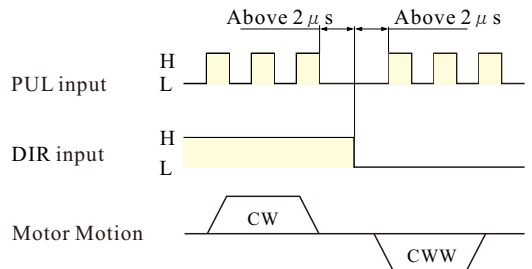 Above 2 μ s
Above 2 μ s
H
PUL input
L
H
DIR input
L
CW
Motor Motion
CWW